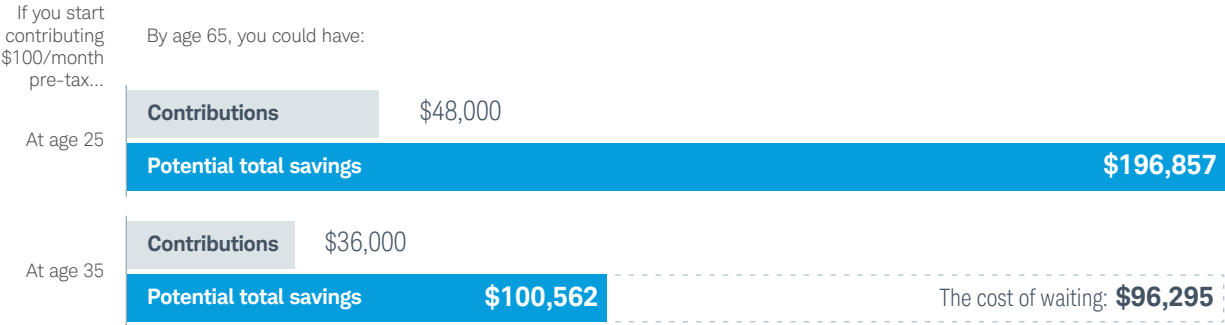 If you start
contributing
$100/month
pre-tax...
By age 65, you could have:
At age 25
Contributions
$48,000
Potential total savings
$196,857
At age 35
Contributions
$36,000
Potential total savings
$100,562
The cost of waiting: $96,295